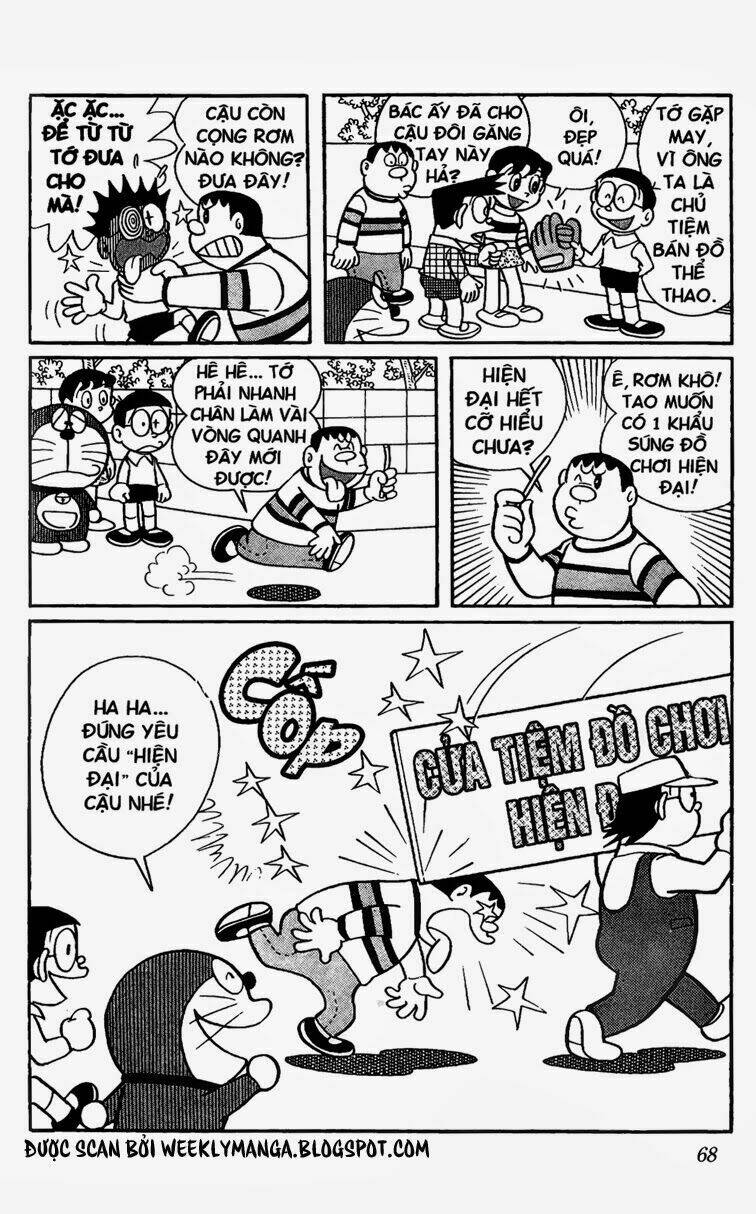 TỚ GẶP
MAY,
VÌ ÔNG
TA LÀ
CHỦ
TIỆM
BÁN ĐỒ
THỂ
THAO.
ÔI,
ĐẸP
QUÁ!
BÁC ẤY ĐÃ CHO
CẬU ĐÔI GĂNG
TAY NÀY
HẢ?
CẬU CÒN
CỌNG RƠM
NÀO KHÔNG?
ĐƯA ĐÂY!
ẶC ẶC...
ĐỂ TỪ TỪ
TỚ ĐƯA
CHO
MÀ!
Ê, RƠM KHÔ!
TAO MUỐN
CÓ 1 KHẨU
SÚNG ĐỒ
CHƠI HIỆN
ĐẠI!
HIỆN
ĐẠI HẾT
CỠ HIỂU
CHƯA?
HÊ HÊ... TỚ
PHẢI NHANH
CHÂN LÀM VÀI
VÒNG QUANH
ĐÂY MỚI
ĐƯỢC!
CỬA TIỆM ĐỒ CHƠI
HIỆN Đ
CỐP
HA HA...
ĐÚNG YÊU
CẦU “HIỆN
ĐẠI” CỦA
CẬU NHÉ!
ĐƯỢC SCAN BỞI WEEKLYMANGA.BLOGSPOT.COM
68